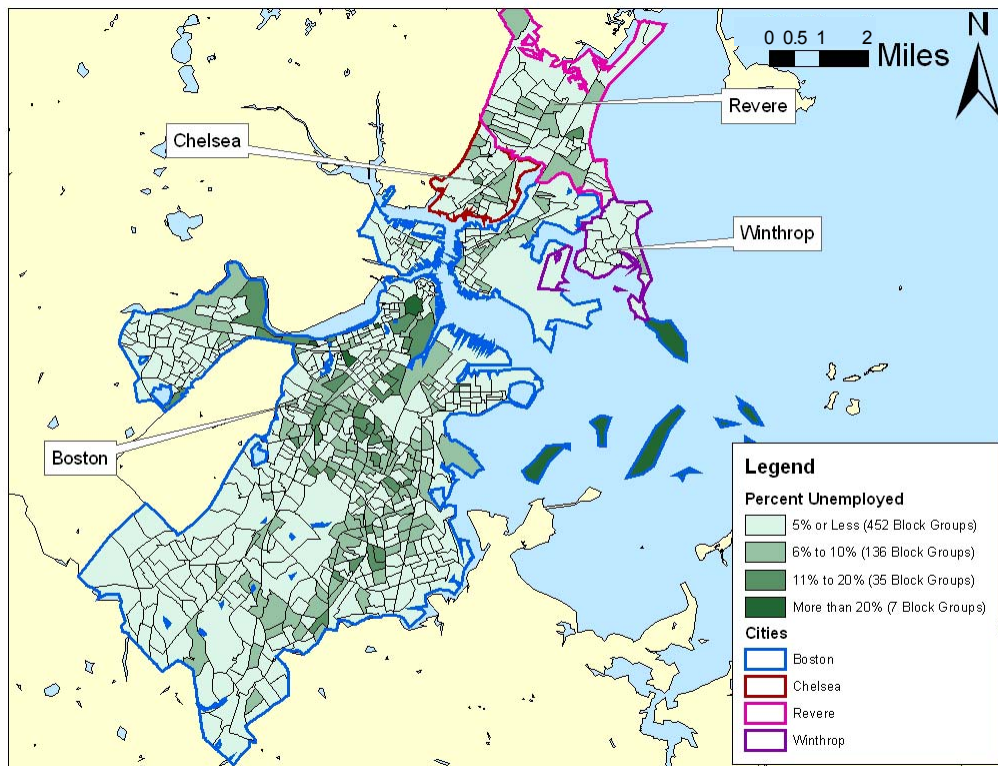 N
0 0.5 1 2
Miles
Revere
Chelsea
Winthrop
Boston
Legend
Percent Unemployed
5% or Less (452 Block Groups)
6% to 10% (136 Block Groups)
11% to 20% (35 Block Groups)
More than 20% (7 Block Groups)
Cities
Boston
Chelsea
Revere
Winthrop